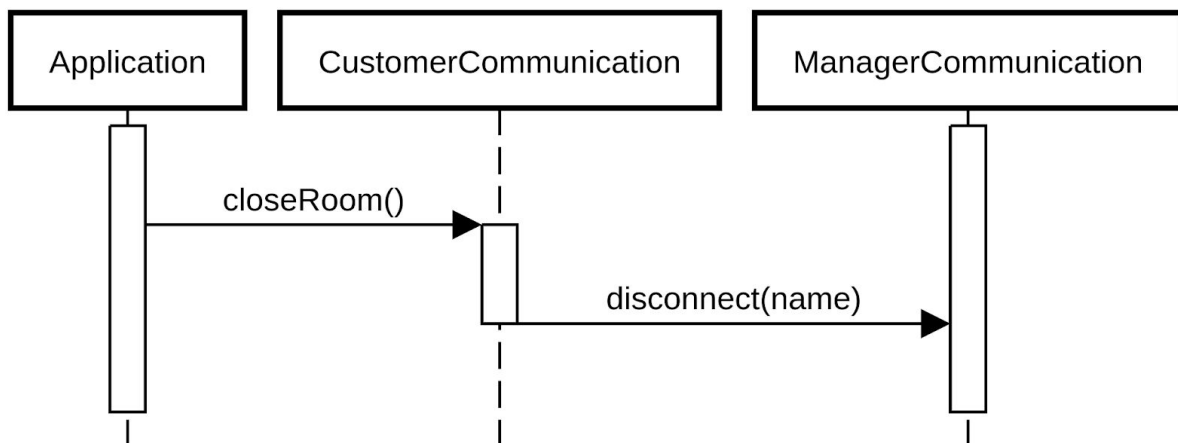 Application
CustomerCommunication
ManagerCommunication
closeRoom()
disconnect(name)